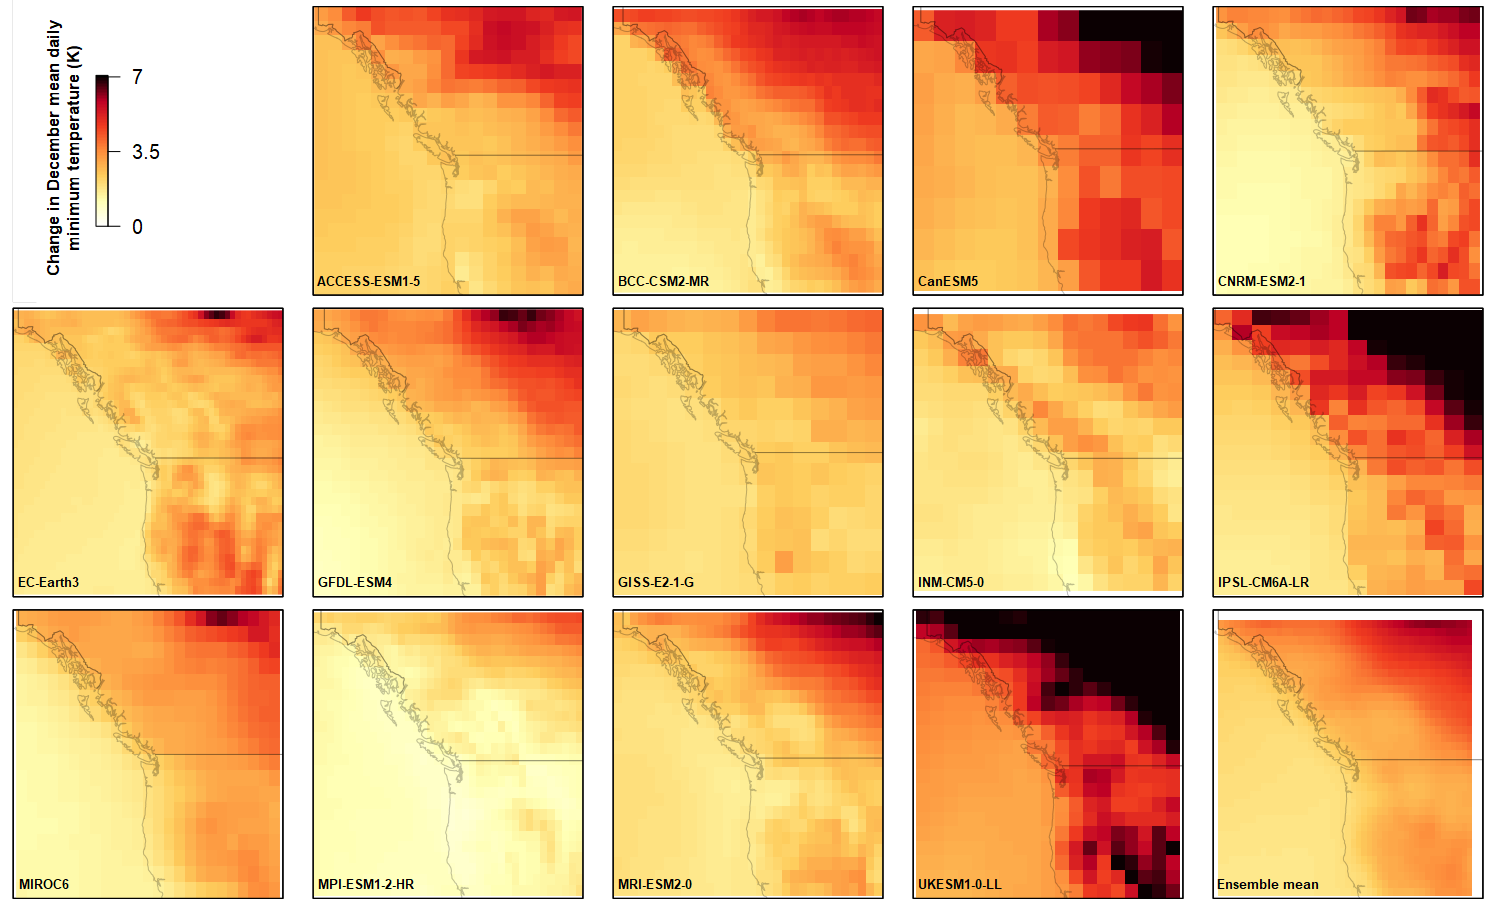 Change in December mean daily
minimum temperature (K)
7
3.5
0
ACCESS-ESM1-5
BCC-CSM2-MR
CanESM5
CNRM-ESM2-1
EC-Earth3
GFDL-ESM4
GISS-E2-1-G
INM-CM5-0
IPSL-CM6A-LR
MIROC6
MPI-ESM1-2-HR
MRI-ESM2-0
UKESM1-0-LL
Ensemble mean